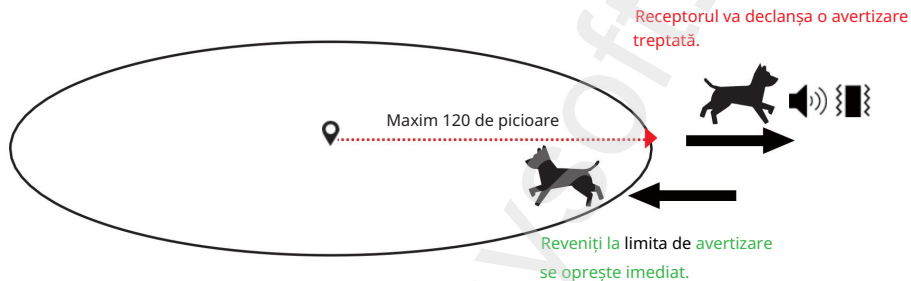 Receptorul va declanșa o avertizare
treptată.
Maxim 120 de picioare
Reveniți la limita de avertizare
se oprește imediat.